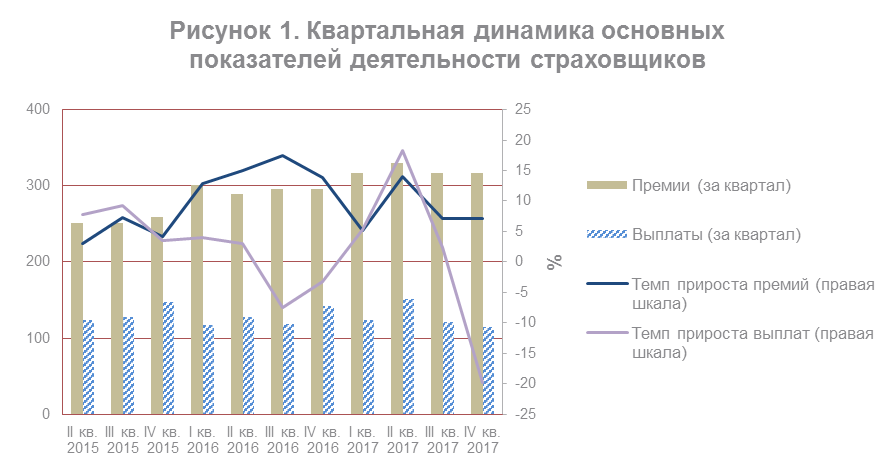 Рисунок 1. Квартальная динамика основных
показателей деятельности страховщиков
400
300
200
100
0
25
20
15
10
5
0
-5
-10
-15
-20
-25
%
II кв.
2015
III кв.
2015
IV кв.
2015
I кв.
2016
II кв.
2016
III кв.
2016
IV кв.
2016
I кв.
2017
II кв.
2017
III кв.
2017
IV кв.
2017
Премии (за квартал)
Выплаты (за квартал)
Темп прироста премий (правая
шкала)
Темп прироста выплат (правая
шкала)